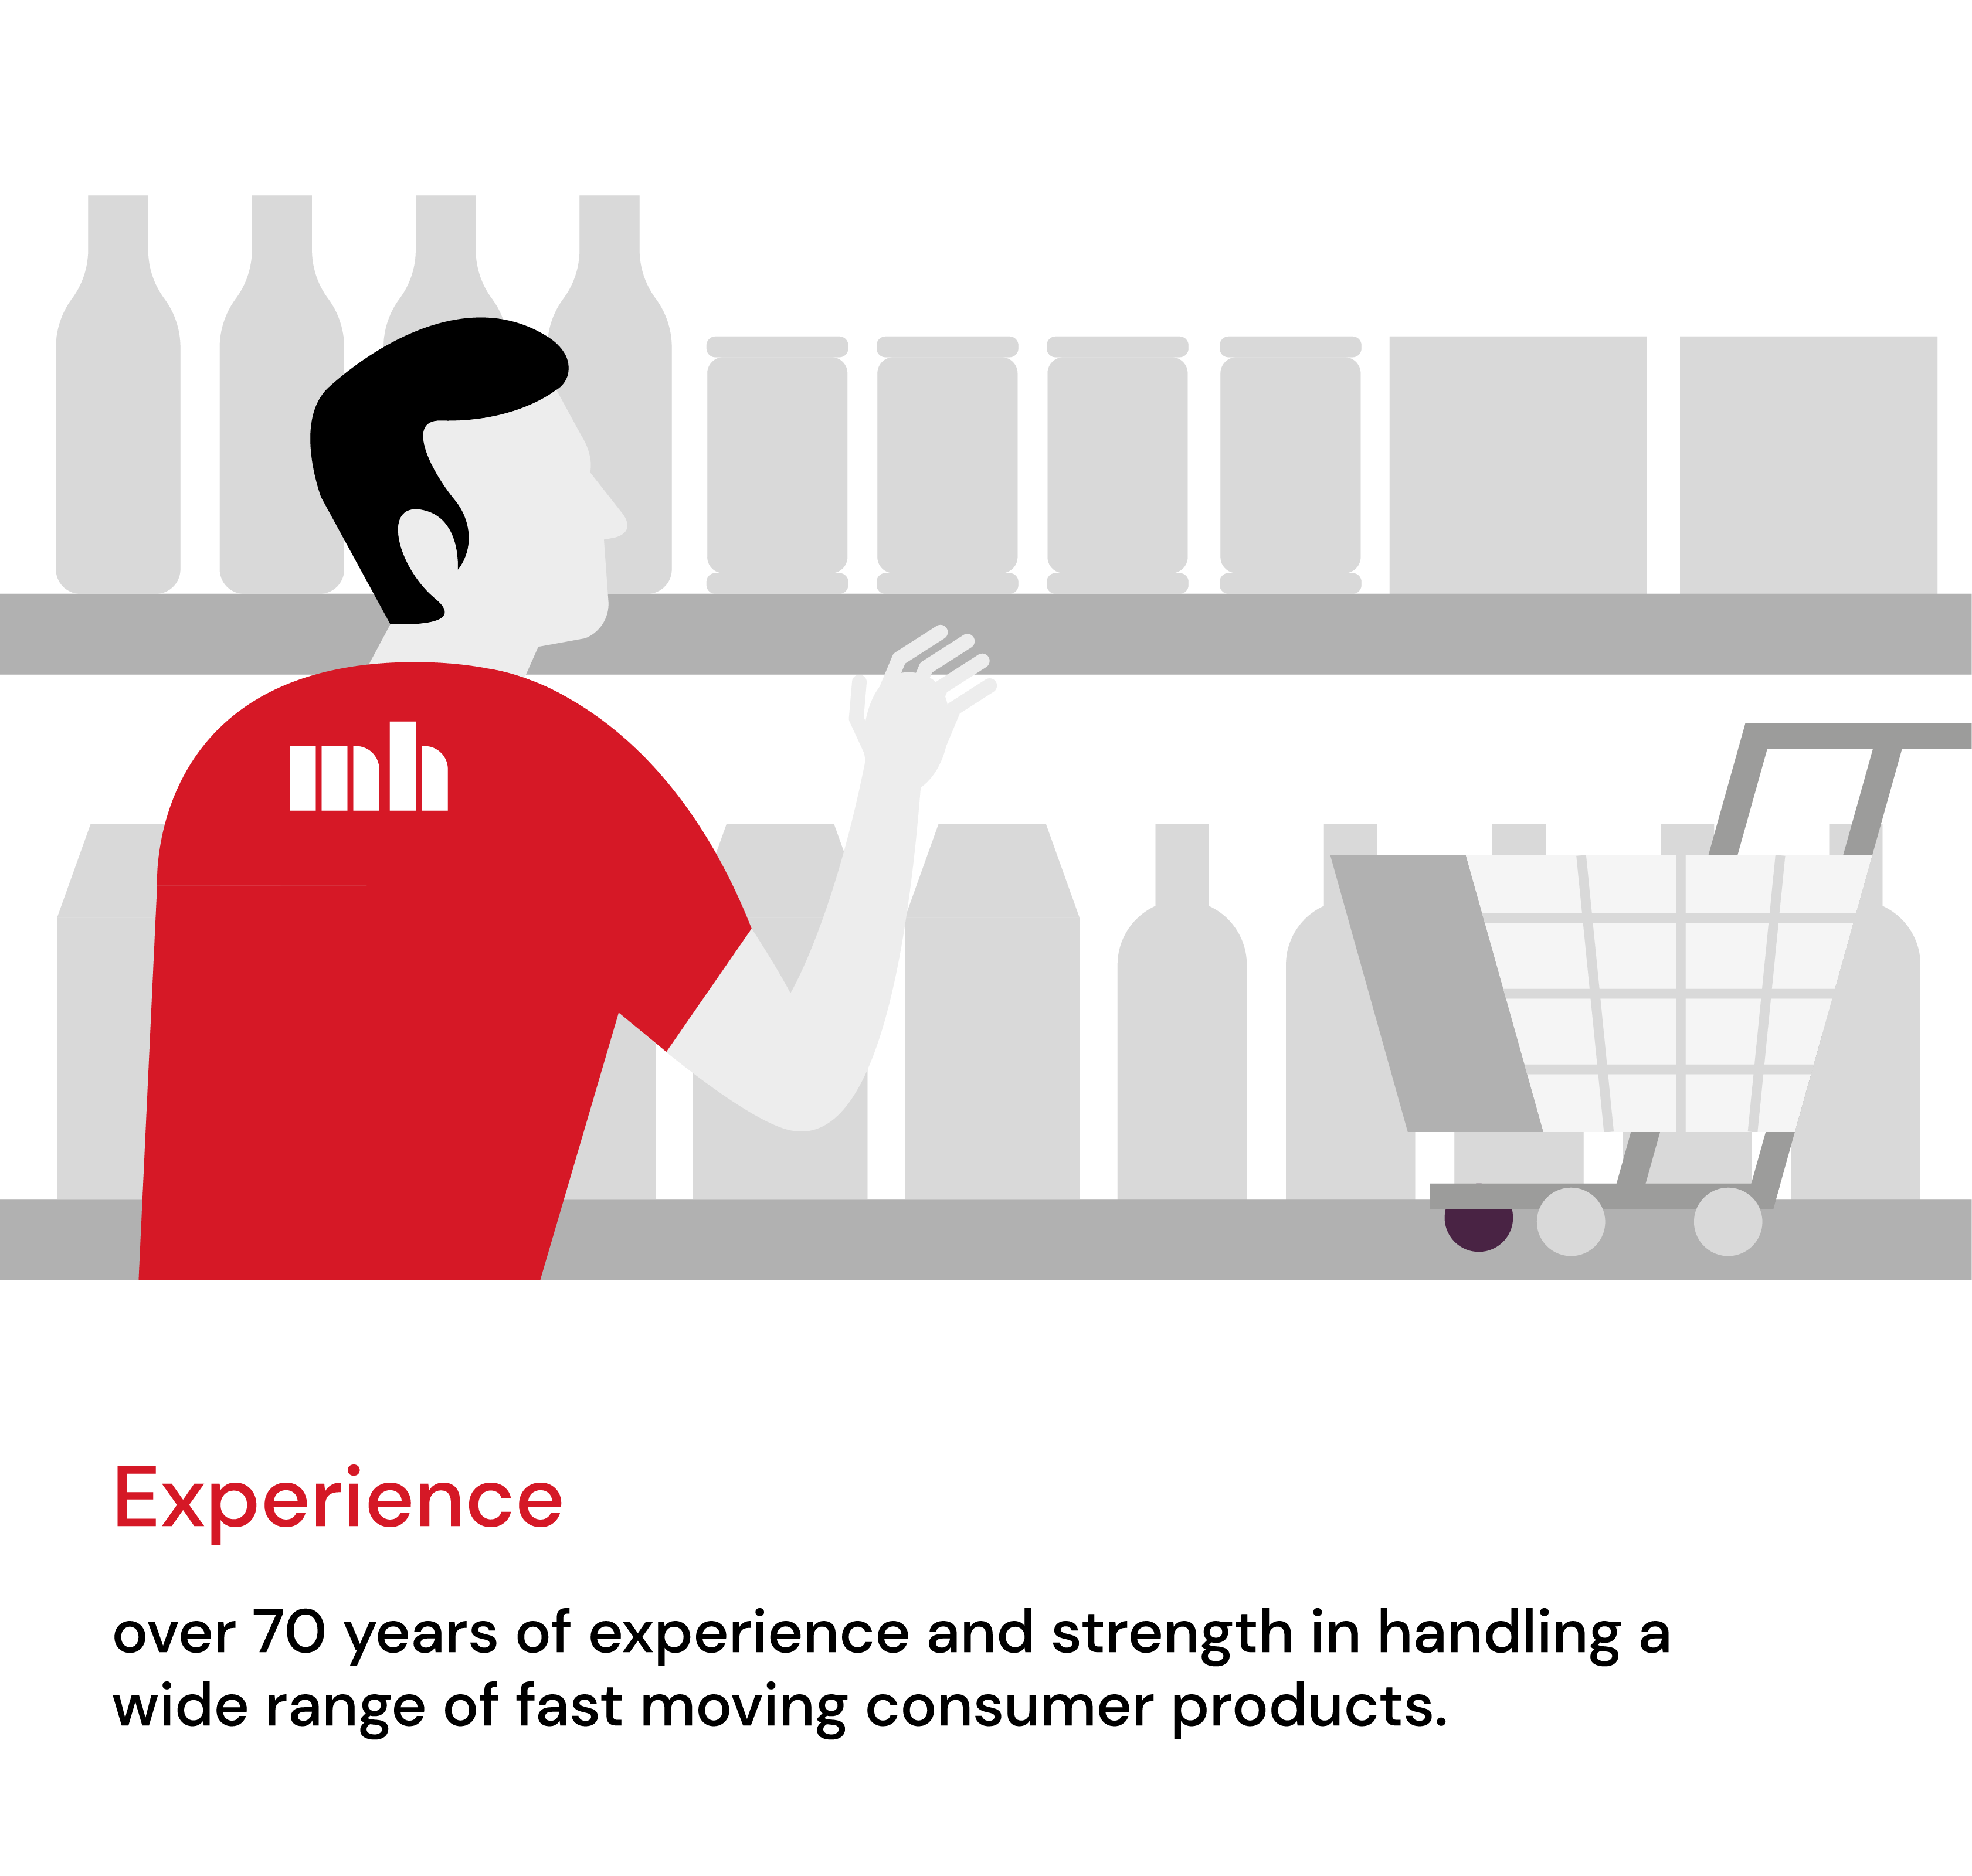 mh
Experience
over 70 years of experience and strength in handling a
wide range of fast moving consumer products.